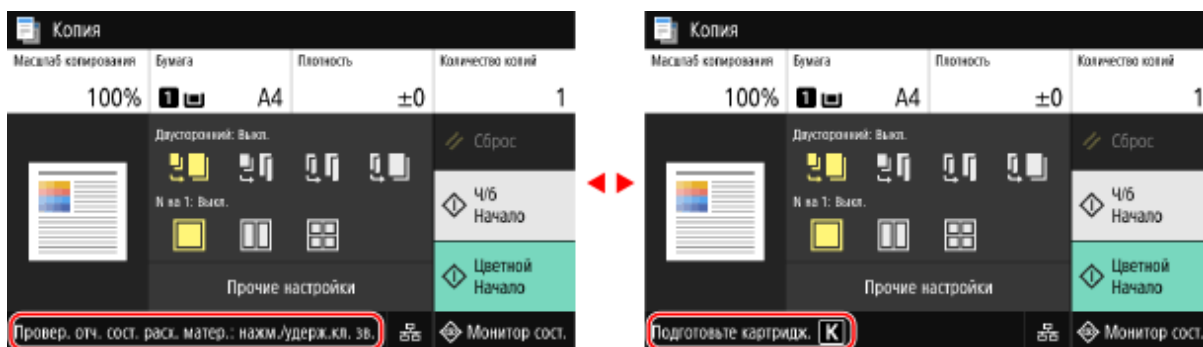 Копия
Масштаб копирования Бумага Плотность Количество копий
100% 1 A4 ±0 1
Двусторонний: Выкл.
Сброс
N на 1: Выкл.
Ч/б
Начало
Цветной
Начало
Прочие настройки
Провер. отч. сост. расх. матер.: нажм./удерж.кл. зв. Монитор сост.
Копия
Масштаб копирования Бумага Плотность Количество копий
100% 1 A4 ±0 1
Двусторонний: Выкл.
Сброс
N на 1: Выкл.
Ч/б
Начало
Цветной
Начало
Прочие настройки
Подготовьте картридж. K Монитор сост.